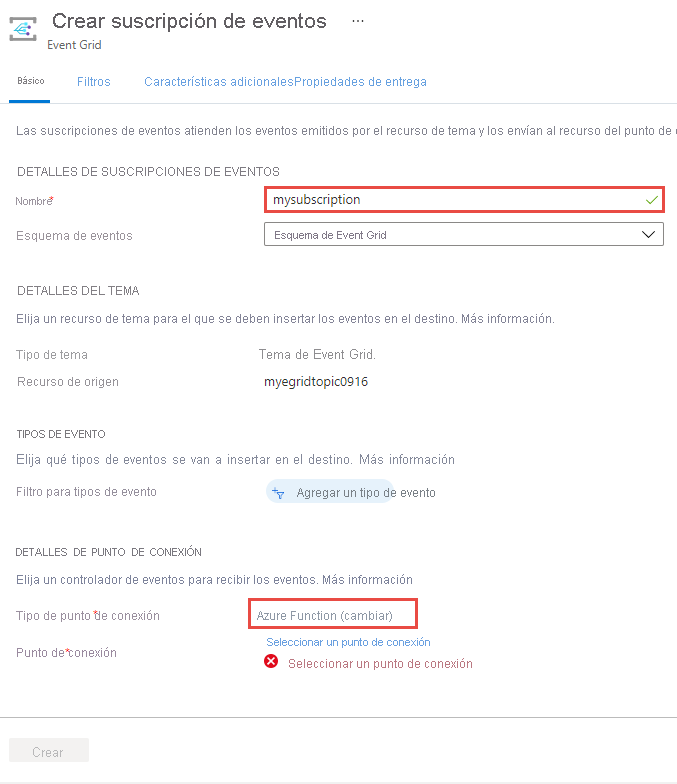 Crear suscripción de eventos ...
Event Grid
Básico Filtros Características adicionales Propiedades de entrega
Las suscripciones de eventos atienden los eventos emitidos por el recurso de tema y los envían al recurso del punto de
DETALLES DE SUSCRIPCIONES DE EVENTOS
Nombre* mysubscription
Esquema de eventos Esquema de Event Grid
DETALLES DEL TEMA
Elija un recurso de tema para el que se deben insertar los eventos en el destino. Más información.
Tipo de tema Tema de Event Grid.
Recurso de origen myegridtopic0916
TIPOS DE EVENTO
Elija qué tipos de eventos se van a insertar en el destino. Más información
Filtro para tipos de evento Agregar un tipo de evento
DETALLES DE PUNTO DE CONEXIÓN
Elija un controlador de eventos para recibir los eventos. Más información
Tipo de punto *de conexión Azure Function (cambiar)
Seleccionar un punto de conexión
Punto de*conexión
Seleccionar un punto de conexión
Crear